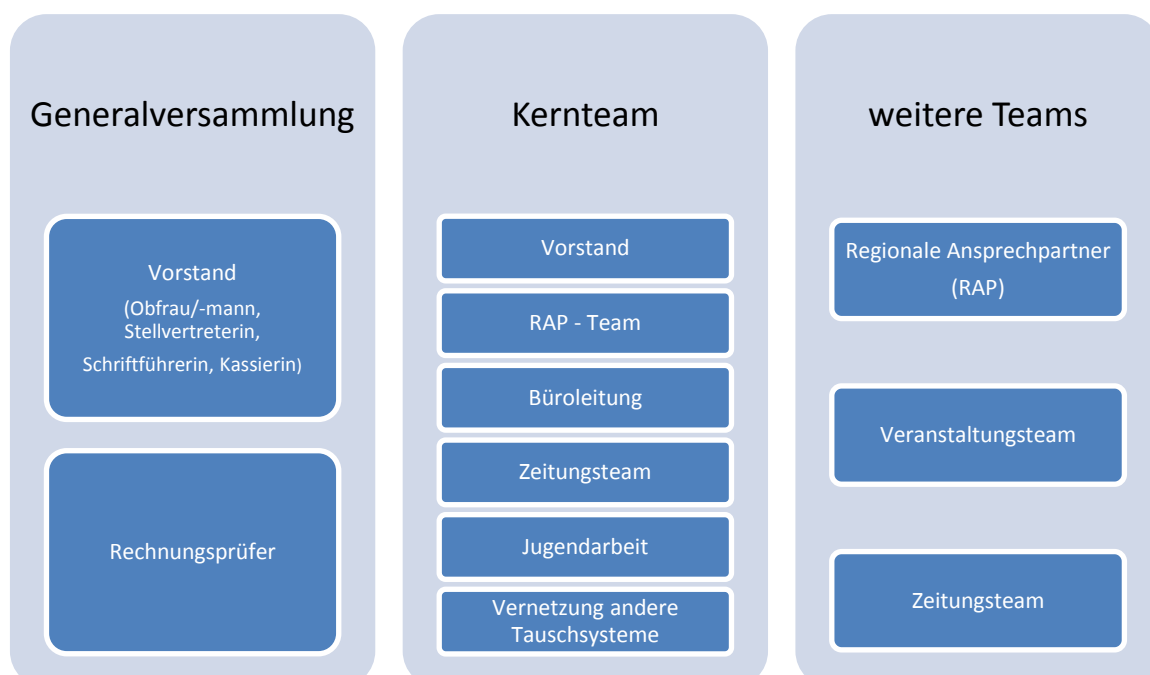 Generalversammlung
Vorstand
(Obfrau/-mann,
Stellvertreterin,
Schriftführerin, Kassierin)
Rechnungsprüfer
Kernteam
Vorstand
RAP - Team
Büroleitung
Zeitungsteam
Jugendarbeit
Vernetzung andere
Tauschsysteme
weitere Teams
Regionale Ansprechpartner
(RAP)
Veranstaltungsteam
Zeitungsteam